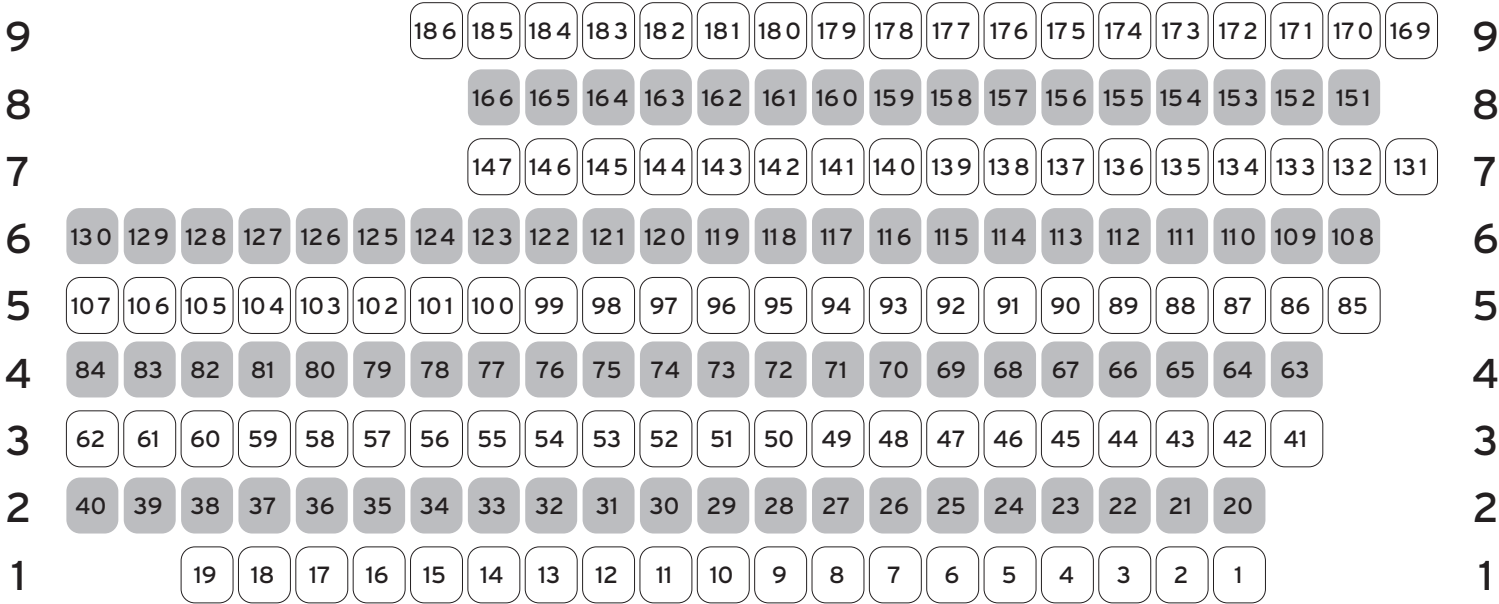 9 186 185 184 183 182 181 180 179 178 177 176 175 174 173 172 171 170 169 9
8 166 165 164 163 162 161 160 159 158 157 156 155 154 153 152 151 8
7 147 146 145 144 143 142 141 140 139 138 137 136 135 134 133 132 131 7
6 130 129 128 127 126 125 124 123 122 121 120 119 118 117 116 115 114 113 112 111 110 109 108 6
5 107 106 105 104 103 102 101 100 99 98 97 96 95 94 93 92 91 90 89 88 87 86 85 5
4 84 83 82 81 80 79 78 77 76 75 74 73 72 71 70 69 68 67 66 65 64 63 4
3 62 61 60 59 58 57 56 55 54 53 52 51 50 49 48 47 46 45 44 43 42 41 3
2 40 39 38 37 36 35 34 33 32 31 30 29 28 27 26 25 24 23 22 21 20 2
1 19 18 17 16 15 14 13 12 11 10 9 8 7 6 5 4 3 2 1 1